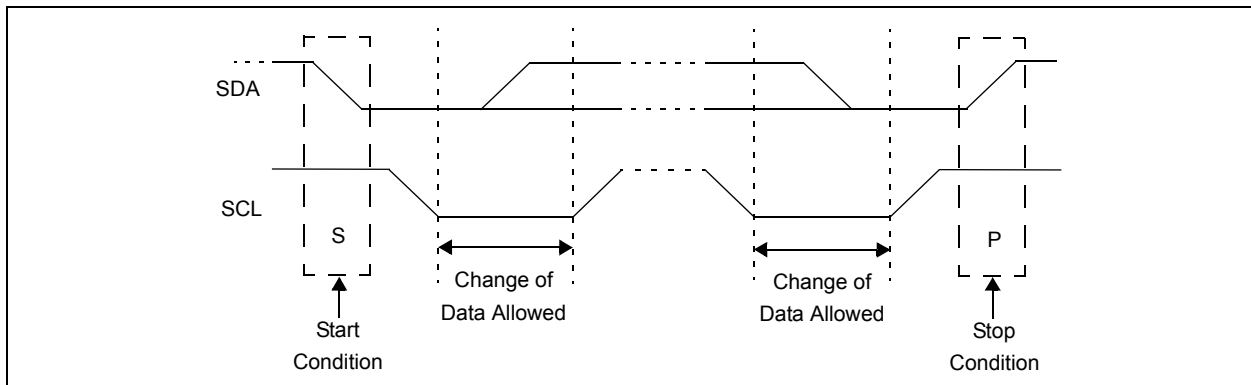 SDA
SCL
S
P
Change of
Data Allowed
Change of
Data Allowed
Start
Condition
Stop
Condition